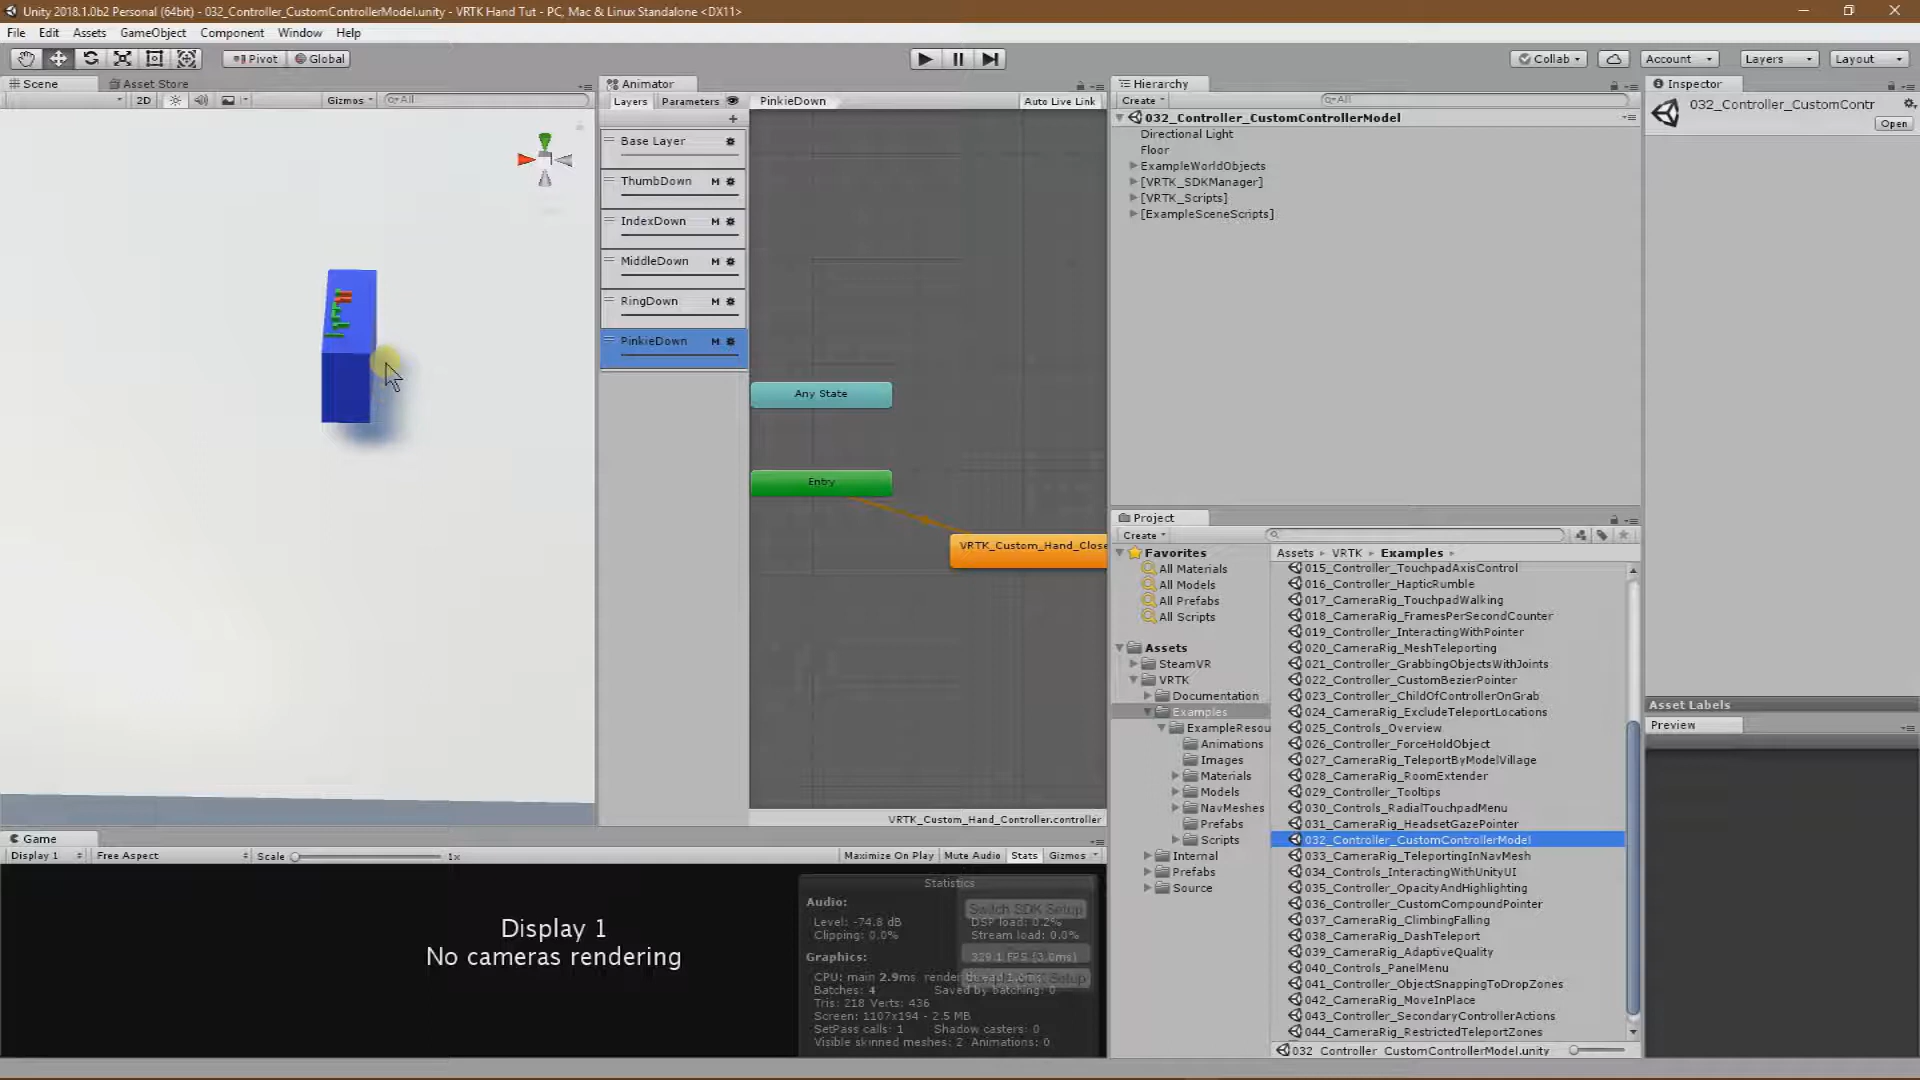 Unity 2018.1.0b2 Personal (64bit) - 032_Controller_CustomControllerModel.unity - VRTK Hand Tut - PC, Mac & Linux Standalone <DX11>
File Edit Assets GameObject Component Window Help
Pivot Global
Collab Account Layers Layout
Scene Asset Store
2D Gizmos All
Animator
Layers Parameters PinkieDown Auto Live Link
Base Layer
ThumbDown M
IndexDown M
MiddleDown M
RingDown M
PinkieDown M
Any State
Entry
VRTK_Custom_Hand_Close
VRTK_Custom_Hand_Controller.controller
Hierarchy
Create All
032_Controller_CustomControllerModel
Directional Light
Floor
ExampleWorldObjects
[VRTK_SDKManager]
[VRTK_Scripts]
[ExampleSceneScripts]
Inspector
032_Controller_CustomContr
Open
Asset Labels
Preview
Project
Create
Favorites
All Materials
All Models
All Prefabs
All Scripts
Assets
SteamVR
VRTK
Documentation
Examples
ExampleResou
Animations
Images
Materials
Models
NavMeshes
Prefabs
Scripts
Internal
Prefabs
Source
Assets VRTK Examples
015_Controller_TouchpadAxisControl
016_Controller_HapticRumble
017_CameraRig_TouchpadWalking
018_CameraRig_FramesPerSecondCounter
019_Controller_InteractingWithPointer
020_CameraRig_MeshTeleporting
021_Controller_GrabbingObjectsWithJoints
022_Controller_CustomBezierPointer
023_Controller_ChildOfControllerOnGrab
024_CameraRig_ExcludeTeleportLocations
025_Controls_Overview
026_Controller_ForceHoldObject
027_CameraRig_TeleportByModelVillage
028_CameraRig_RoomExtender
029_Controller_Tooltips
030_Controls_RadialTouchpadMenu
031_CameraRig_HeadsetGazePointer
032_Controller_CustomControllerModel
033_CameraRig_TeleportingInNavMesh
034_Controls_InteractingWithUnityUI
035_Controller_OpacityAndHighlighting
036_Controller_CustomCompoundPointer
037_CameraRig_ClimbingFalling
038_CameraRig_DashTeleport
039_CameraRig_AdaptiveQuality
040_Controls_PanelMenu
041_Controller_ObjectSnappingToDropZones
042_CameraRig_MoveInPlace
043_Controller_SecondaryControllerActions
044_CameraRig_RestrictedTeleportZones
032_Controller_CustomControllerModel.unity
Game
Display 1 Free Aspect Scale 1x Maximize On Play Mute Audio Stats Gizmos
Display 1
No cameras rendering
Statistics
Audio:
Switch SDK Setup
Level: -74.8 dB DSP load: 0.2%
Clipping: 0.0% Stream load: 0.0%
Graphics: 329.1 FPS (3.0ms)
CPU: main 2.9ms
Batches: 4 Saved by batching: 0
Tris: 218 Verts: 436
Screen: 1107x194 - 2.5 MB
SetPass calls: 1 Shadow casters: 0
Visible skinned meshes: 2 Animations: 0